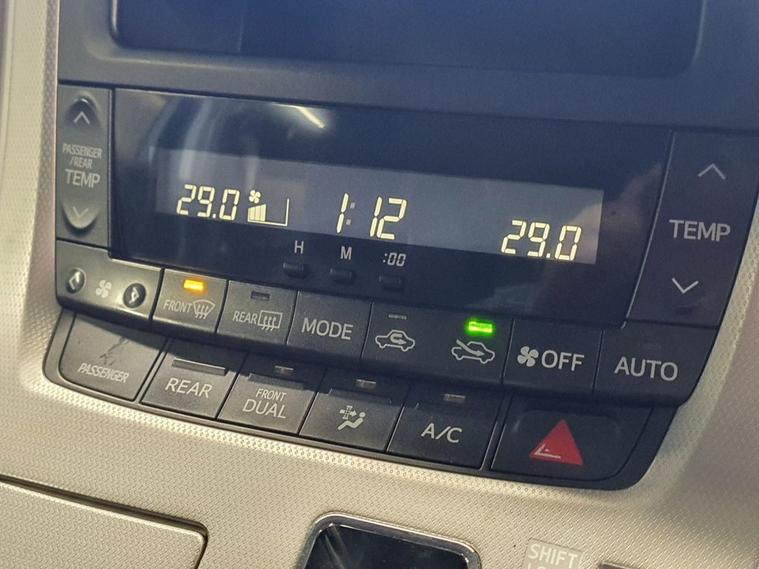 PASSENGER
/REAR
TEMP
29.0
1:12
29.0
TEMP
H
M
:00
FRONT
REAR
MODE
OFF
AUTO
PASSENGER
REAR
FRONT
DUAL
A/C
SHIFT